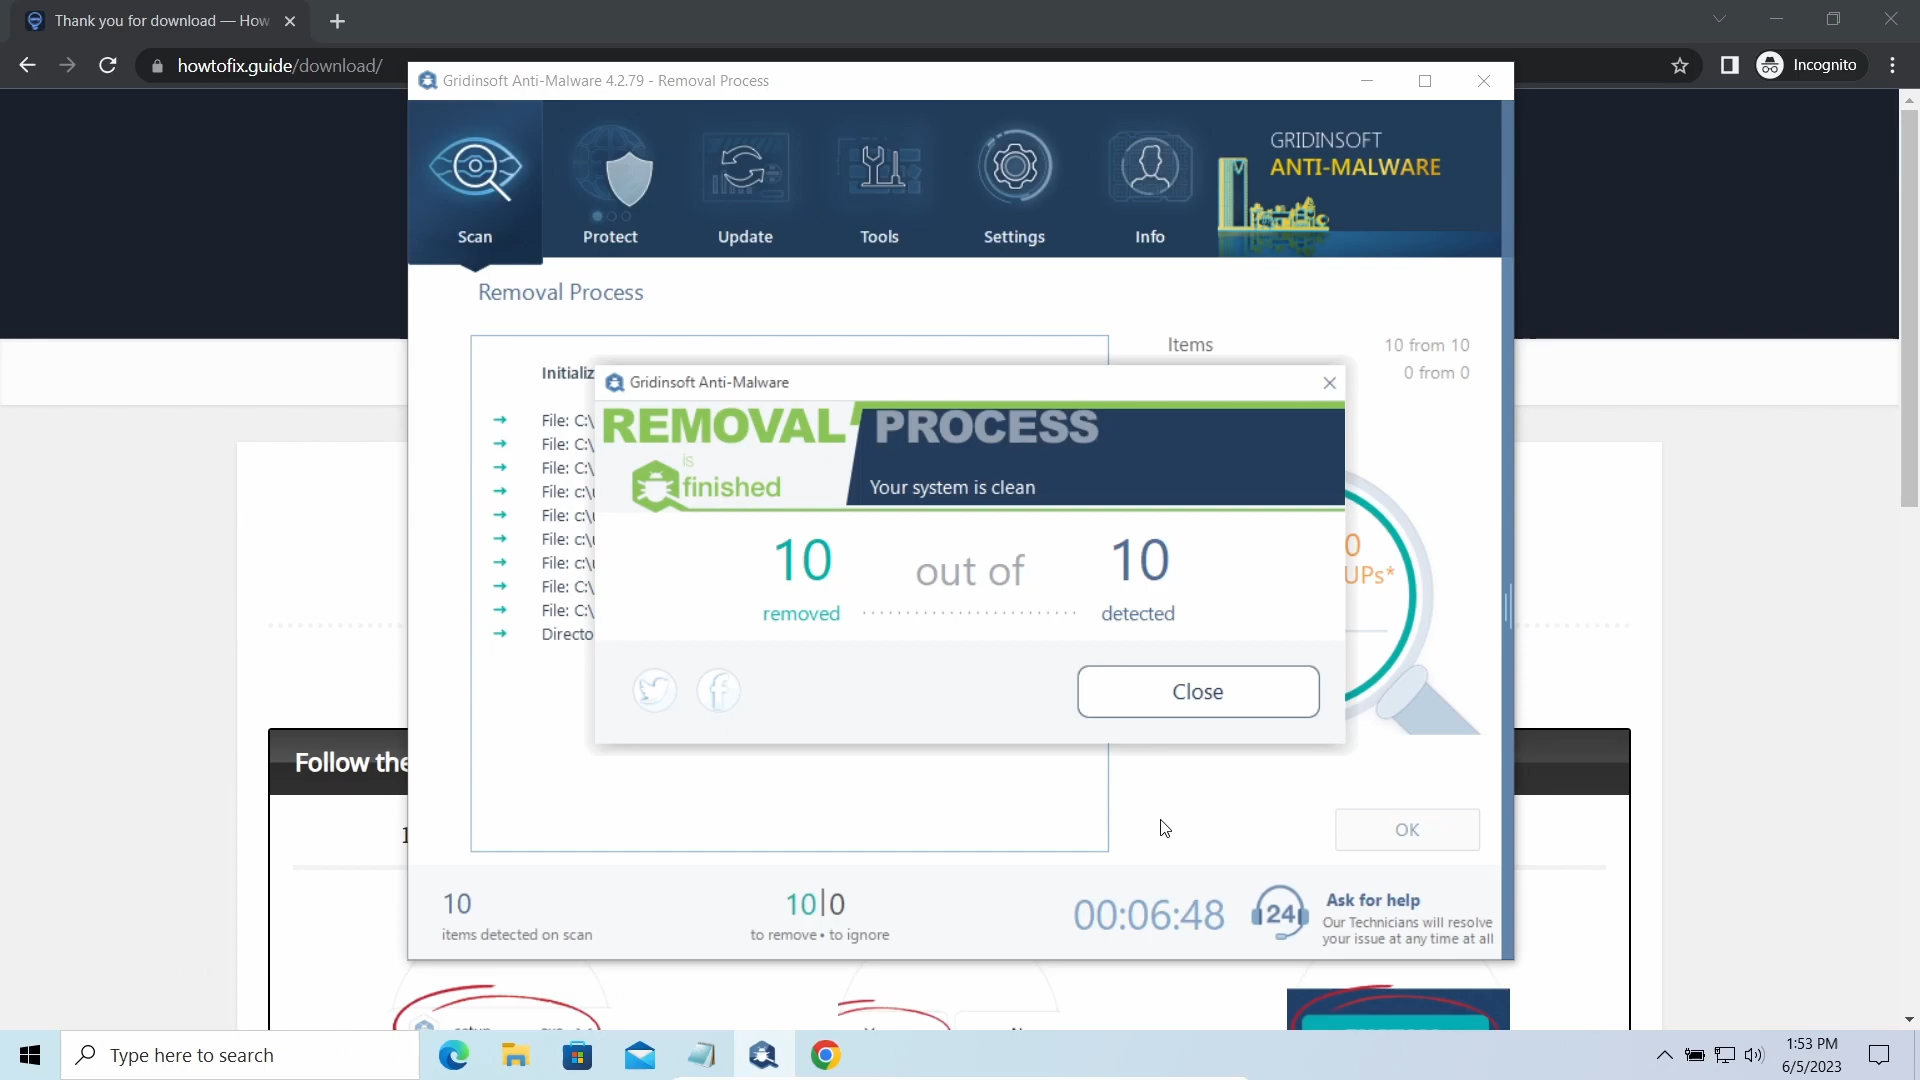 Thank you for download — How
howtofix.guide/download/
Incognito
Gridinsoft Anti-Malware 4.2.79 - Removal Process
Scan
Protect
Update
Tools
Settings
Info
GRIDINSOFT
ANTI-MALWARE
Removal Process
Items
10 from 10
0 from 0
Initializ
File: C:\
File: C:\
File: C:\
File: c:\u
File: c:\u
File: c:\u
File: c:\u
File: C:\
File: C:\
Directo
Gridinsoft Anti-Malware
REMOVAL PROCESS
is
finished
Your system is clean
10 out of 10
removed
detected
Close
0
UPs*
Follow the
1
OK
10
items detected on scan
10|0
to remove • to ignore
00:06:48
24
Ask for help
Our Technicians will resolve
your issue at any time at all
Type here to search
1:53 PM
6/5/2023